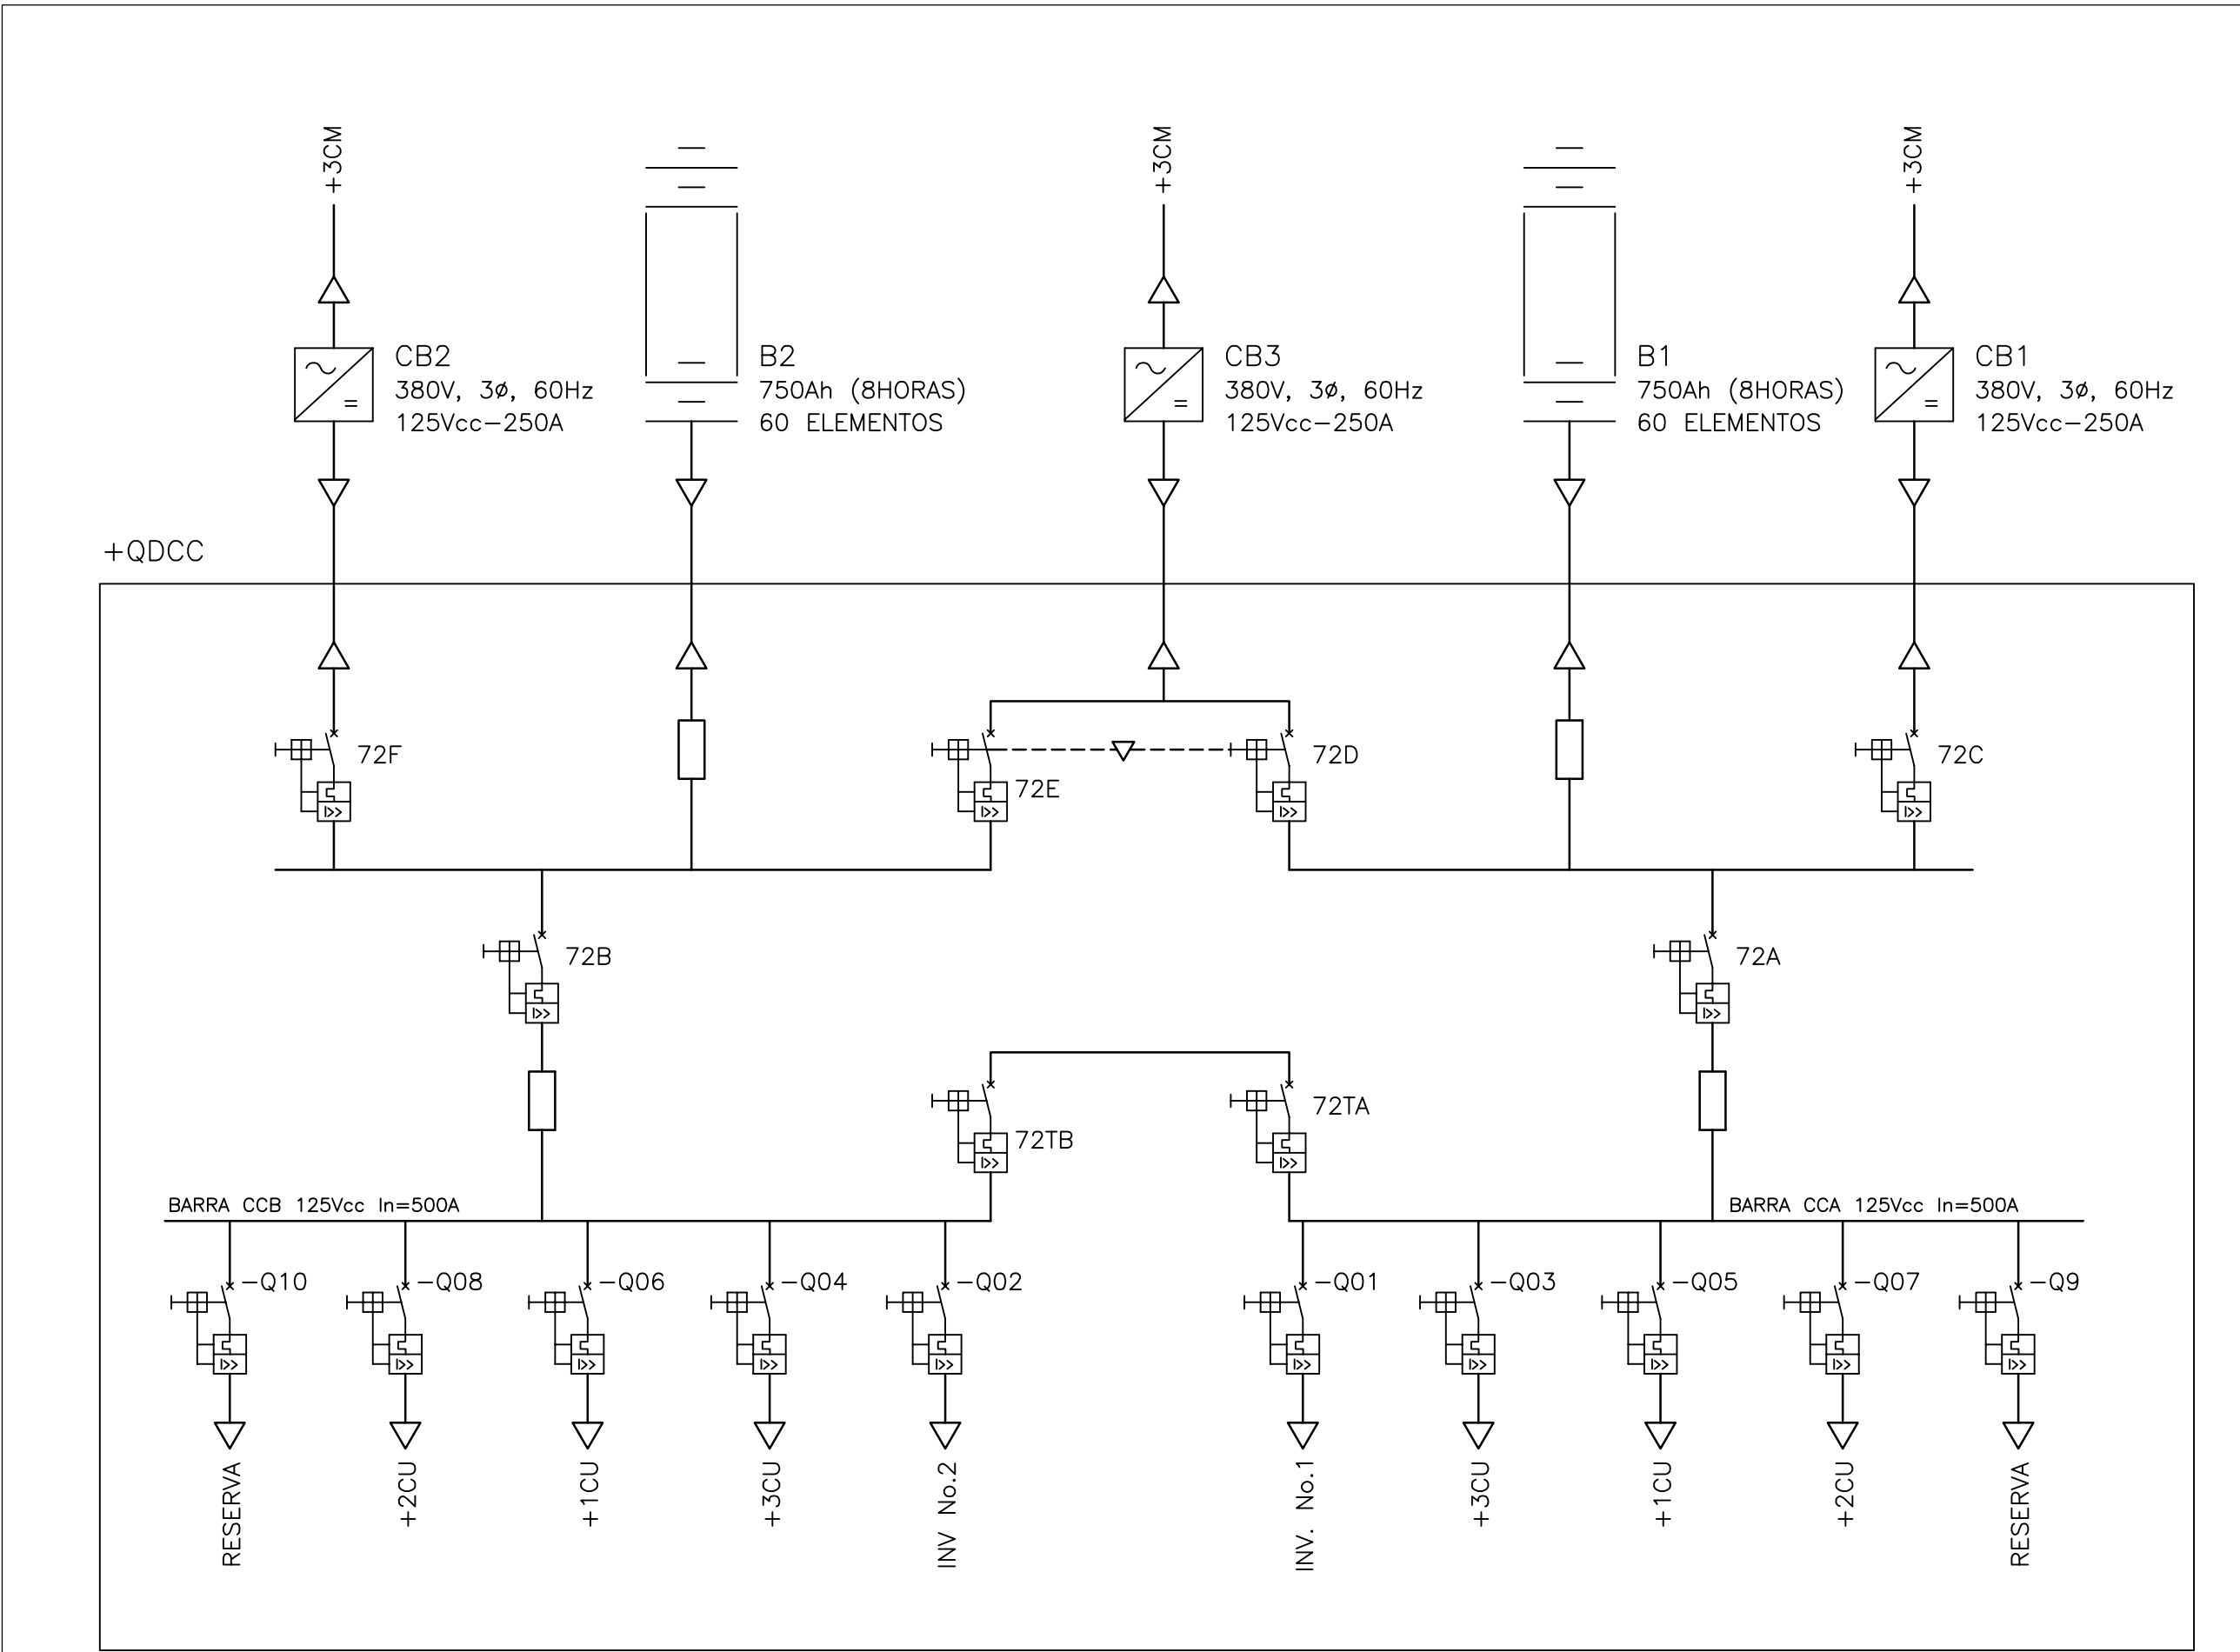 +3CM
+3CM
+3CM
CB2
380V, 3ø, 60Hz
125Vcc-250A
B2
750Ah (8HORAS)
60 ELEMENTOS
CB3
380V, 3ø, 60Hz
125Vcc-250A
B1
750Ah (8HORAS)
60 ELEMENTOS
CB1
380V, 3ø, 60Hz
125Vcc-250A
+QDCC
72F
72E
72D
72C
I>>
I>>
I>>
I>>
72B
72A
I>>
I>>
72TB
72TA
I>>
I>>
BARRA CCB 125Vcc In=500A
BARRA CCA 125Vcc In=500A
-Q10
-Q08
-Q06
-Q04
-Q02
-Q01
-Q03
-Q05
-Q07
-Q9
I>>
I>>
I>>
I>>
I>>
I>>
I>>
I>>
I>>
I>>
RESERVA
+2CU
+1CU
+3CU
INV No.2
INV. No.1
+3CU
+1CU
+2CU
RESERVA